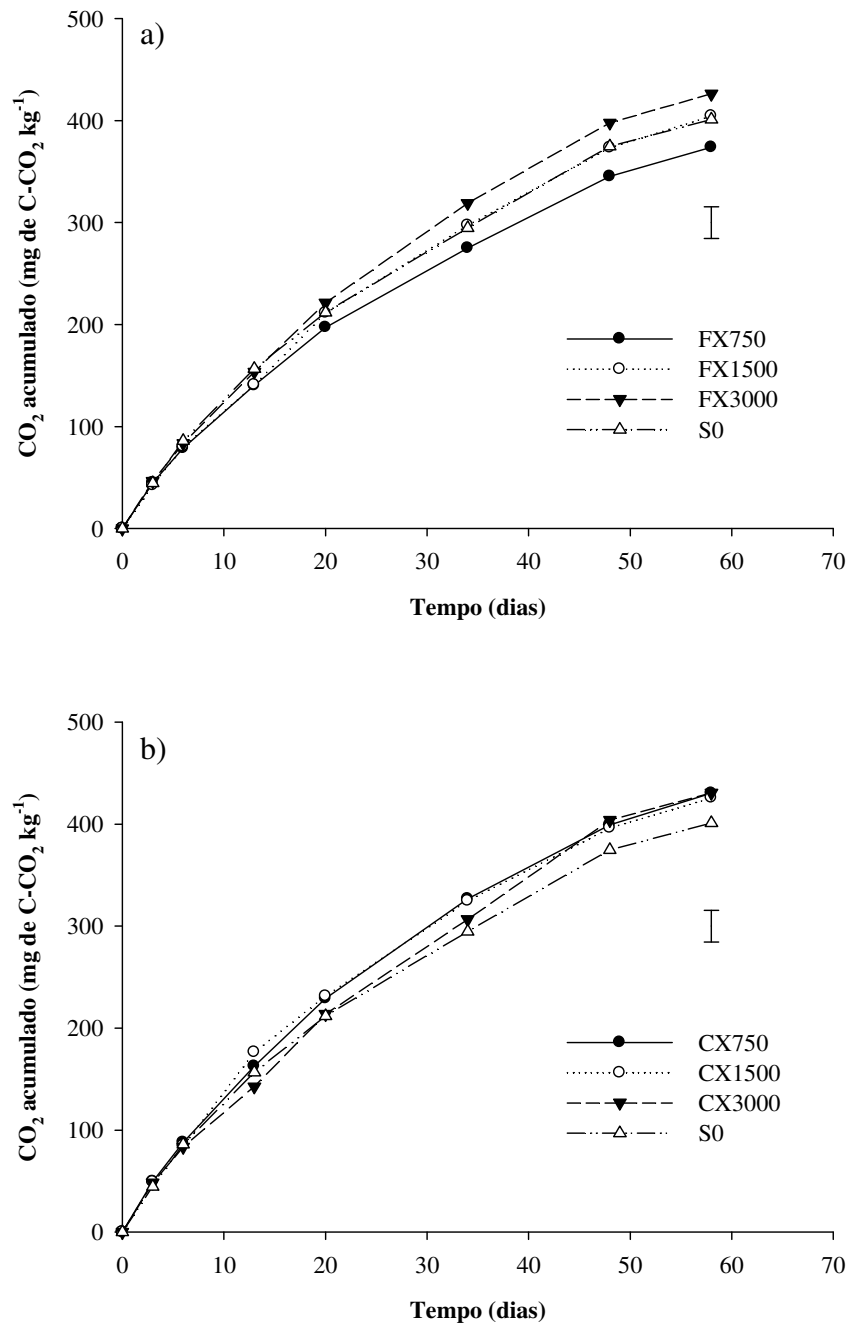 a)
CO₂ acumulado (mg de C-CO₂ kg⁻¹)
500
400
300
200
100
0
FX750
FX1500
FX3000
S0
0 10 20 30 40 50 60 70
Tempo (dias)
b)
CO₂ acumulado (mg de C-CO₂ kg⁻¹)
500
400
300
200
100
0
CX750
CX1500
CX3000
S0
0 10 20 30 40 50 60 70
Tempo (dias)